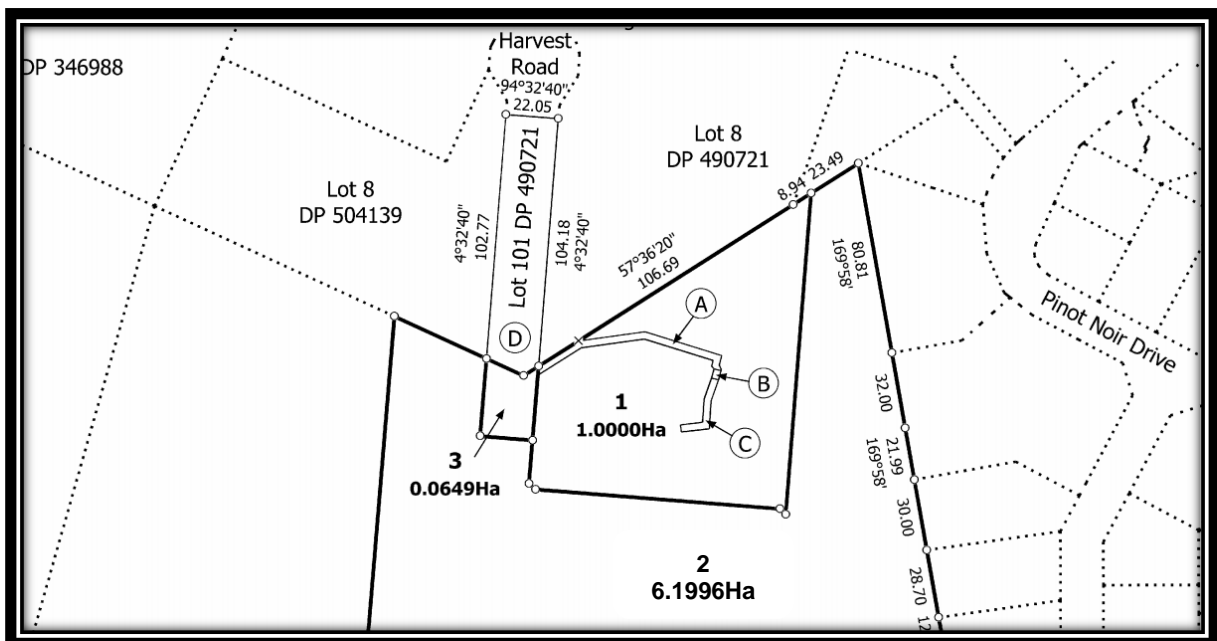 DP 346988
Harvest
Road
94°32'40"
22.05
Lot 8
DP 504139
4°32'40"
102.77
Lot 101 DP 490721
104.18
4°32'40"
Lot 8
DP 490721
8.94
23.49
57°36'20"
106.69
80.81
169°58'
Pinot Noir Drive
A
B
C
D
1
1.0000Ha
32.00
21.99
169°58'
3
0.0649Ha
30.00
2
6.1996Ha
28.70
12